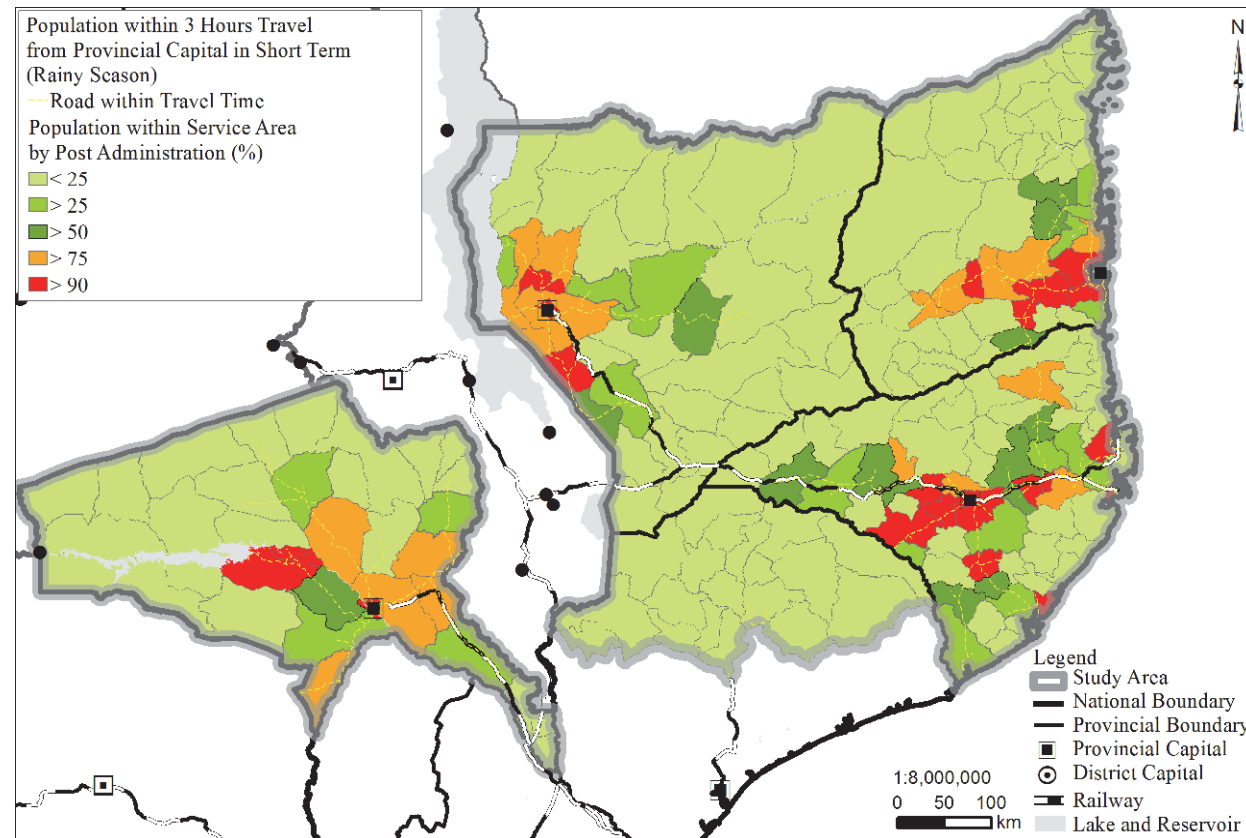 Population within 3 Hours Travel
from Provincial Capital in Short Term
(Rainy Season)
Road within Travel Time
Population within Service Area
by Post Administration (%)
< 25
> 25
> 50
> 75
> 90
N
Legend
Study Area
National Boundary
Provincial Boundary
Provincial Capital
District Capital
Railway
Lake and Reservoir
1:8,000,000
0 50 100
km